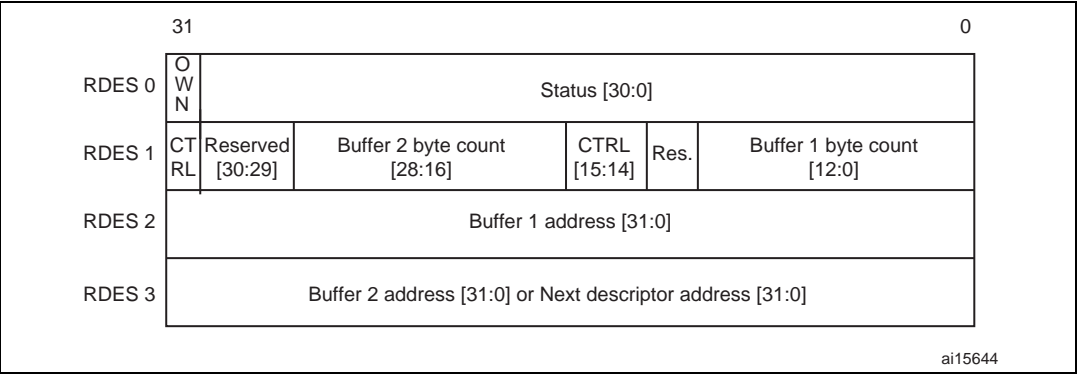 31 0
RDES 0
O
W
N
Status [30:0]
RDES 1
CT
RL
Reserved
[30:29]
Buffer 2 byte count
[28:16]
CTRL
[15:14]
Res.
Buffer 1 byte count
[12:0]
RDES 2
Buffer 1 address [31:0]
RDES 3
Buffer 2 address [31:0] or Next descriptor address [31:0]
ai15644